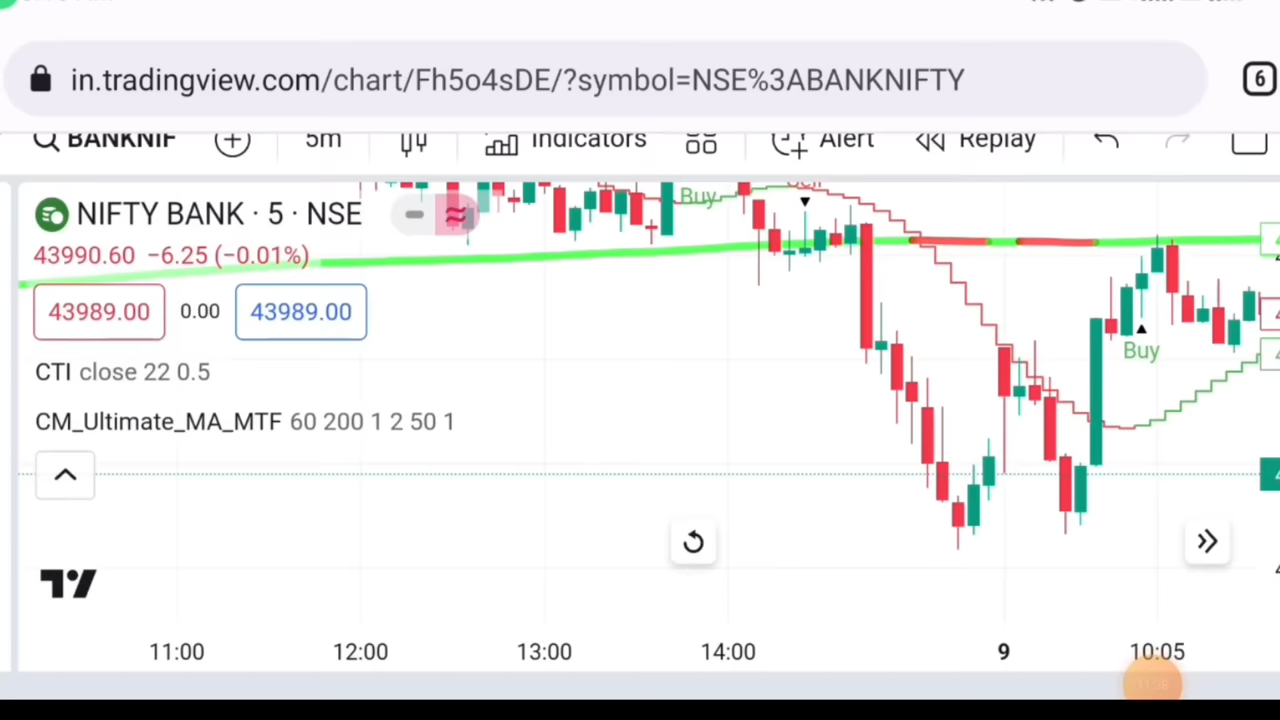 in.tradingview.com/chart/Fh5o4sDE/?symbol=NSE%3ABANKNIFTY
6
BANKNIF
5m
Indicators
Alert
Replay
NIFTY BANK · 5 · NSE
43990.60 −6.25 (−0.01%)
43989.00
0.00
43989.00
CTI close 22 0.5
CM_Ultimate_MA_MTF 60 200 1 2 50 1
Buy
Sell
Buy
11:00
12:00
13:00
14:00
9
10:05